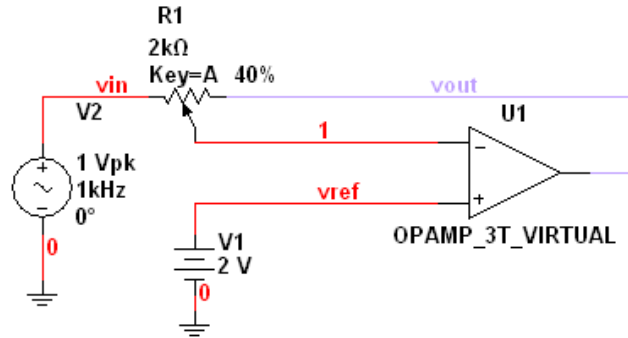 R1
2kΩ
Key=A 40%
vin
vout
V2
U1
1
1 Vpk
1kHz
0°
vref
OPAMP_3T_VIRTUAL
V1
2 V
0
0